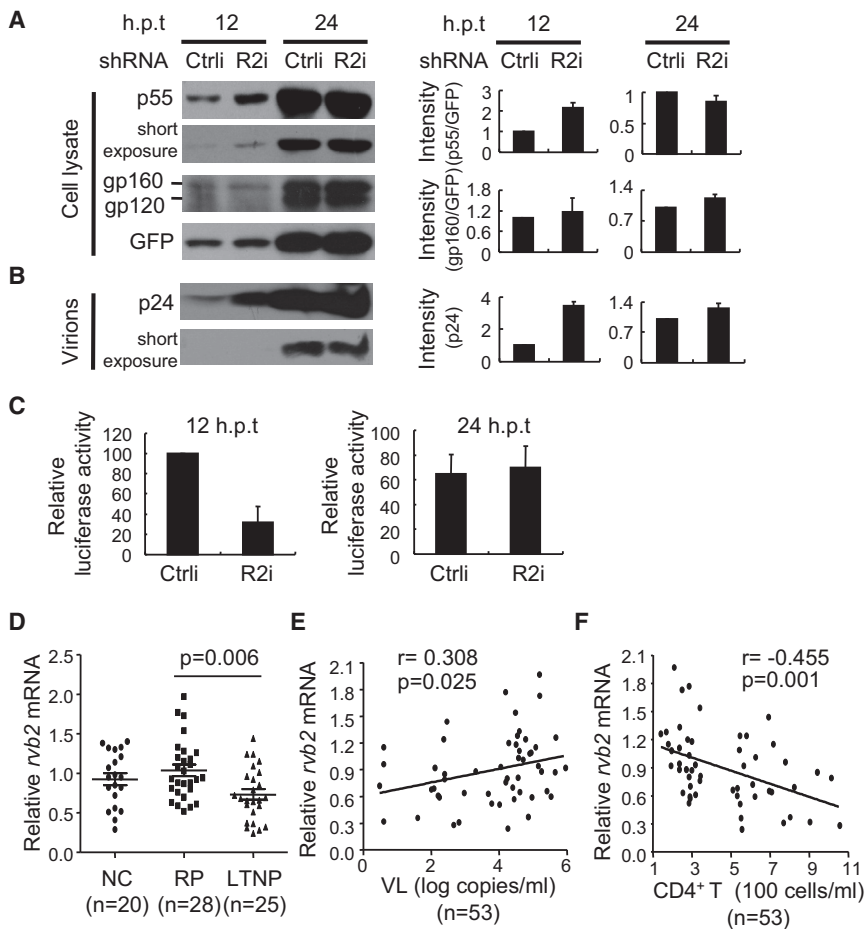 A
h.p.t 12 24
shRNA Ctrli R2i Ctrli R2i
Cell lysate
p55
short
exposure
gp160
gp120
GFP
12 24
Ctrli R2i Ctrli R2i
Intensity
(p55/GFP)
3
2
1
0
1
0.5
0
Intensity
(gp160/GFP)
1.8
1.2
0.6
0
1.4
0.7
0
B
Virions
p24
short
exposure
Intensity
(p24)
4
2
0
1.4
0.7
0
C
Relative
luciferase activity
12 h.p.t
120
100
80
60
40
20
0
Ctrli R2i
Relative
luciferase activity
24 h.p.t
100
80
60
40
20
0
Ctrli R2i
D
Relative rvb2 mRNA
p=0.006
2.5
2.0
1.5
1.0
0.5
0.0
NC RP LTNP
(n=20) (n=28) (n=25)
E
Relative rvb2 mRNA
r= 0.308
p=0.025
2.1
1.8
1.5
1.2
0.9
0.6
0.3
0.0
0 2 4 6
VL (log copies/ml)
(n=53)
F
Relative rvb2 mRNA
r= -0.455
p=0.001
2.1
1.8
1.5
1.2
0.9
0.6
0.3
0.0
1 3 5 7 9 11
CD4+ T (100 cells/ml)
(n=53)